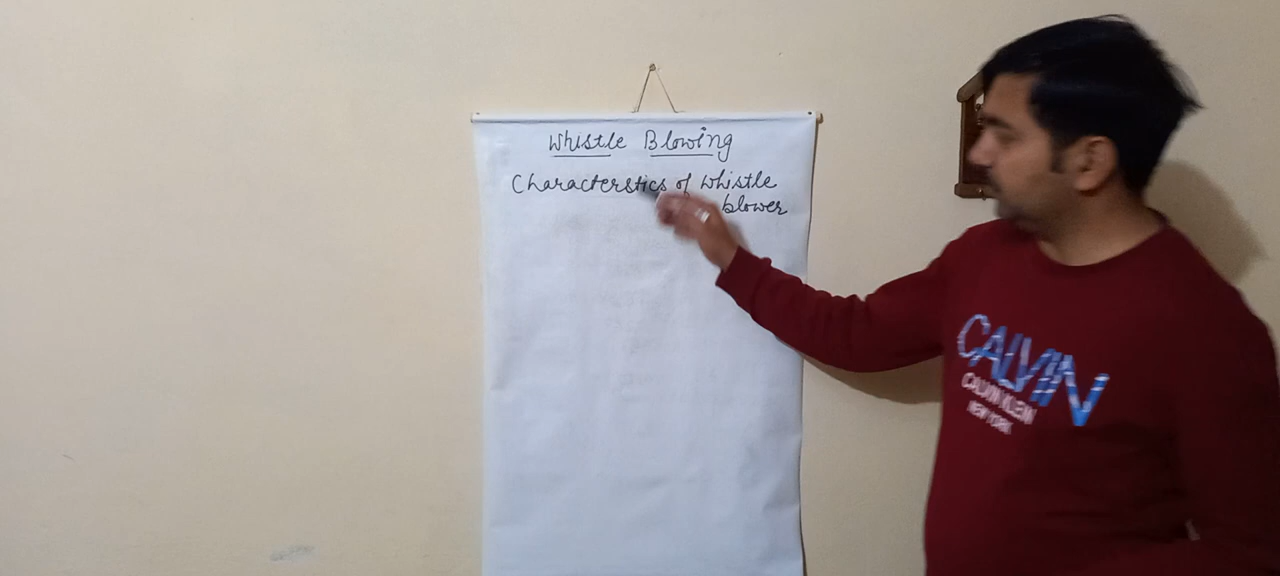 Whistle Blowing
Characterstics of whistle
blower
CALVIN
CALVIN KLEIN
NEW YORK